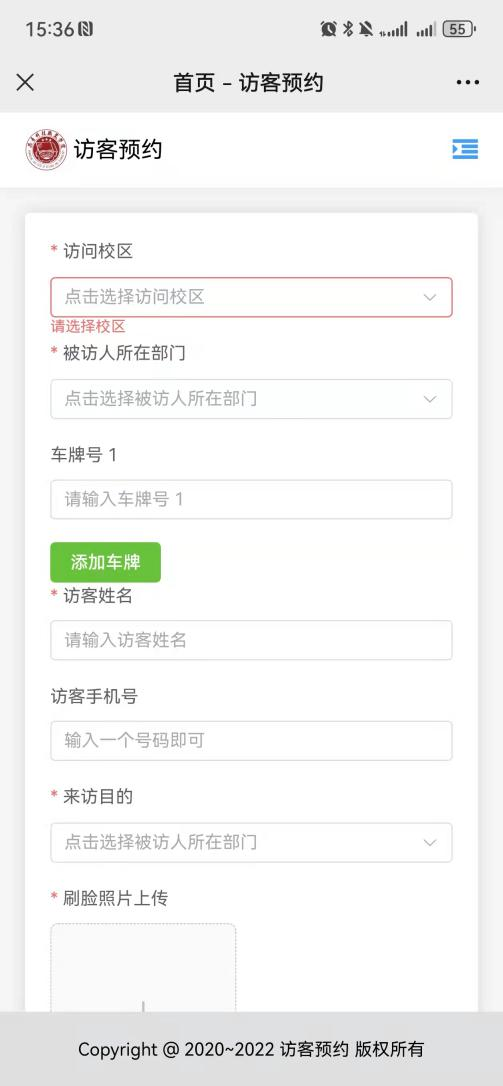 15:36
55
首页 - 访客预约
访客预约
* 访问校区
点击选择访问校区
请选择校区
* 被访人所在部门
点击选择被访人所在部门
车牌号 1
请输入车牌号 1
添加车牌
* 访客姓名
请输入访客姓名
访客手机号
输入一个号码即可
* 来访目的
点击选择被访人所在部门
* 刷脸照片上传
Copyright @ 2020~2022 访客预约 版权所有